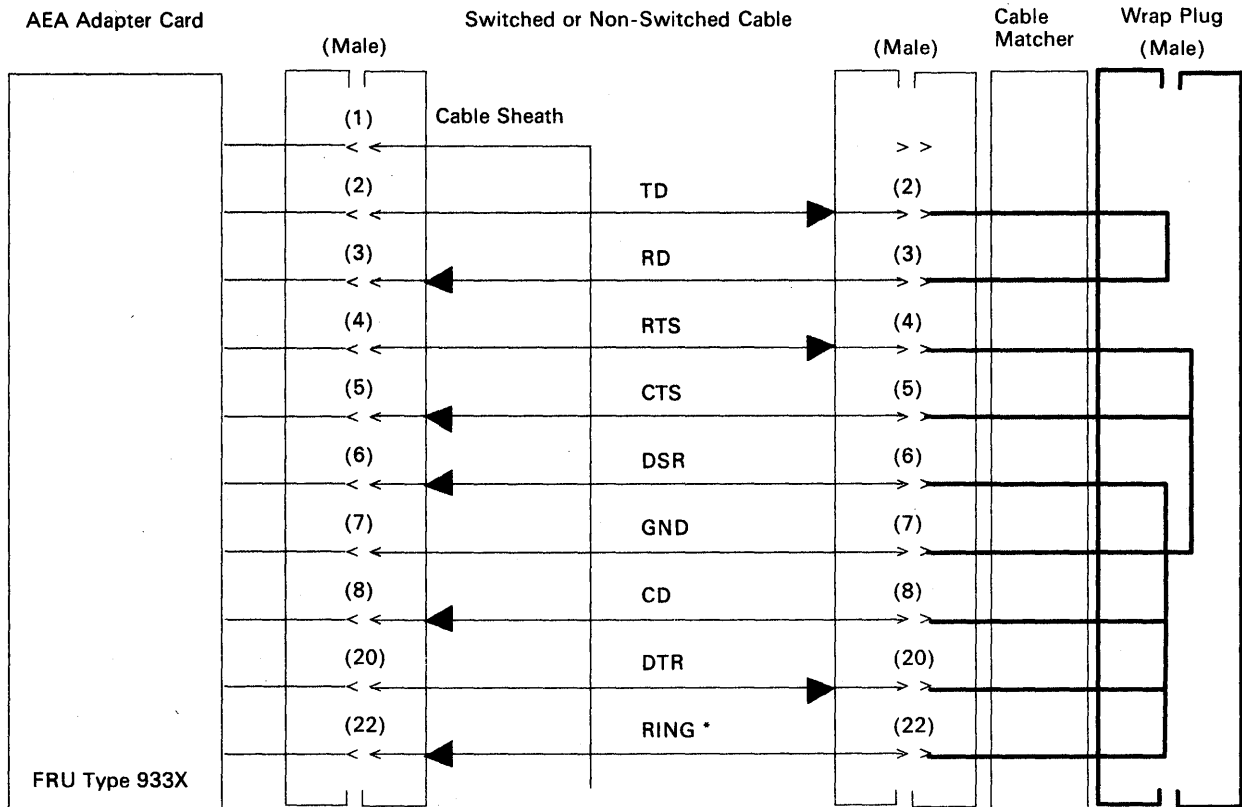 AEA Adapter Card
Switched or Non-Switched Cable
Cable
Matcher
Wrap Plug
(Male)
(Male)
(Male)
(1)
Cable Sheath
(2)
TD
(2)
(3)
RD
(3)
(4)
RTS
(4)
(5)
CTS
(5)
(6)
DSR
(6)
(7)
GND
(7)
(8)
CD
(8)
(20)
DTR
(20)
(22)
RING *
(22)
FRU Type 933X